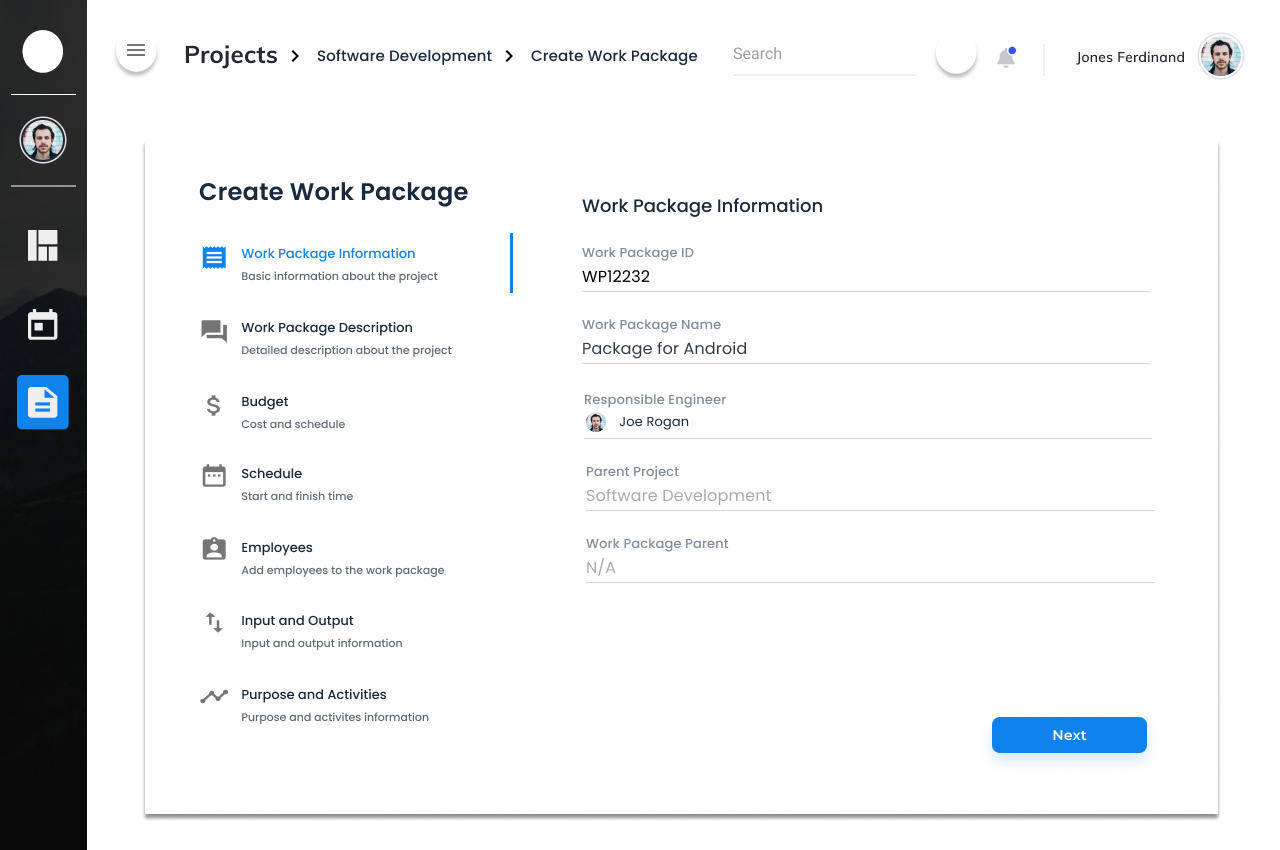 Projects > Software Development > Create Work Package
Search
Jones Ferdinand
Create Work Package
Work Package Information
Basic information about the project
Work Package Description
Detailed description about the project
Budget
Cost and schedule
Schedule
Start and finish time
Employees
Add employees to the work package
Input and Output
Input and output information
Purpose and Activities
Purpose and activites information
Work Package Information
Work Package ID
WP12232
Work Package Name
Package for Android
Responsible Engineer
Joe Rogan
Parent Project
Software Development
Work Package Parent
N/A
Next